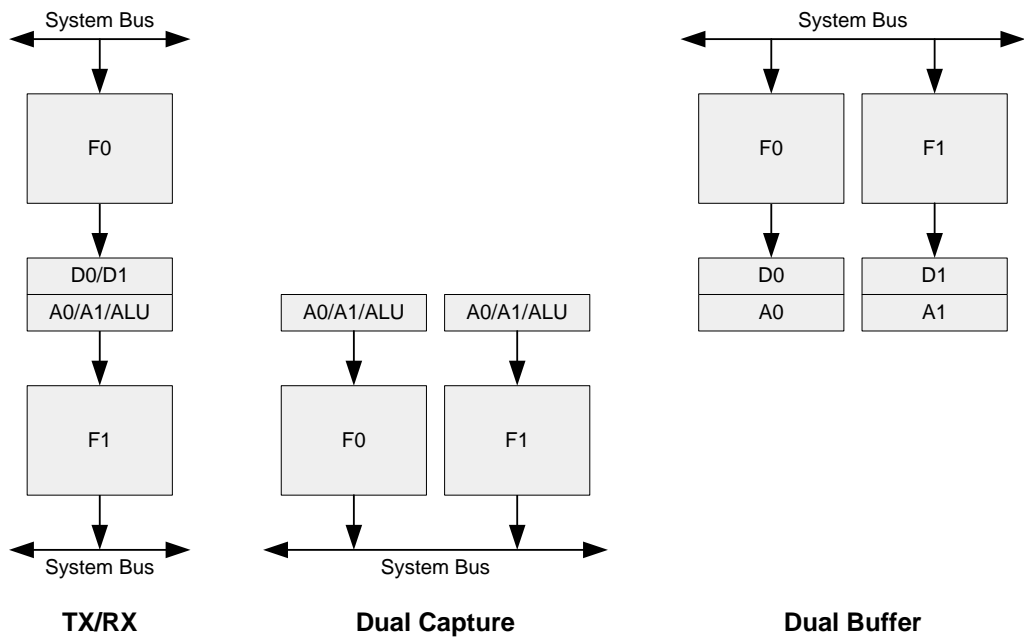 System Bus
F0
D0/D1
A0/A1/ALU
F1
System Bus
TX/RX
A0/A1/ALU
A0/A1/ALU
F0
F1
System Bus
Dual Capture
System Bus
F0
F1
D0
D1
A0
A1
Dual Buffer